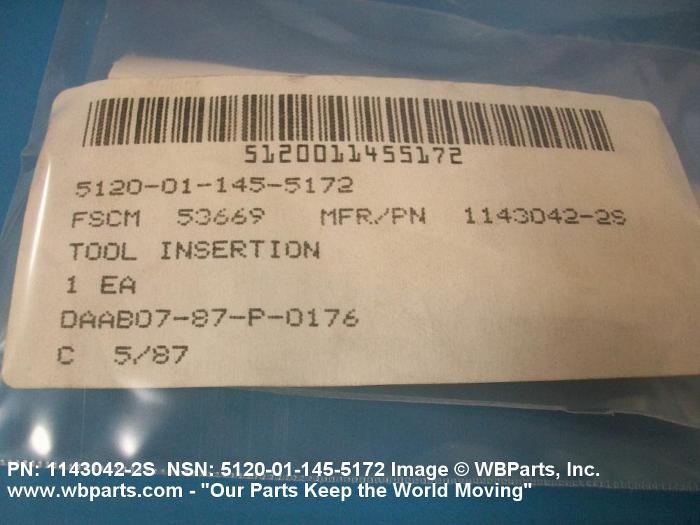 5120011455172
5120-01-145-5172
FSCM 53669 MFR/PN 1143042-2S
TOOL INSERTION
1 EA
DAAB07-87-P-0176
C 5/87
PN: 1143042-2S NSN: 5120-01-145-5172 Image © WBParts, Inc.
www.wbparts.com - "Our Parts Keep the World Moving"